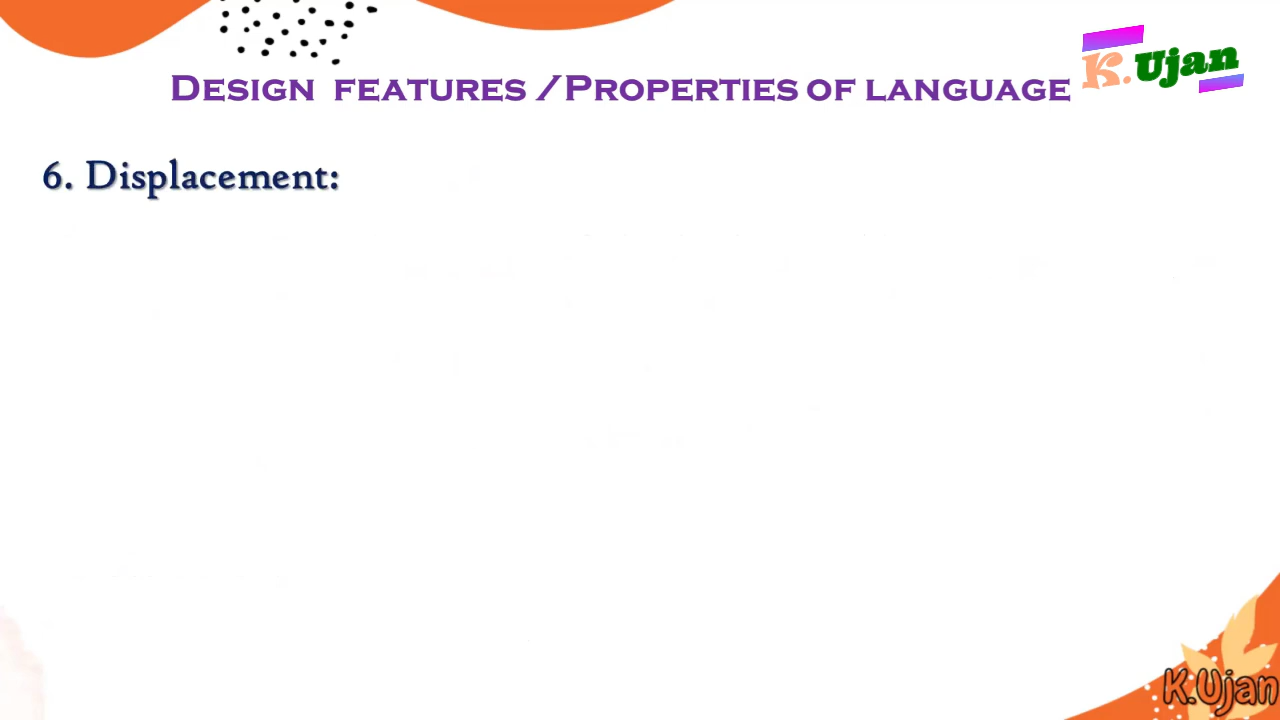 Design features /Properties of language
K.Ujan
6. Displacement:
K.Ujan